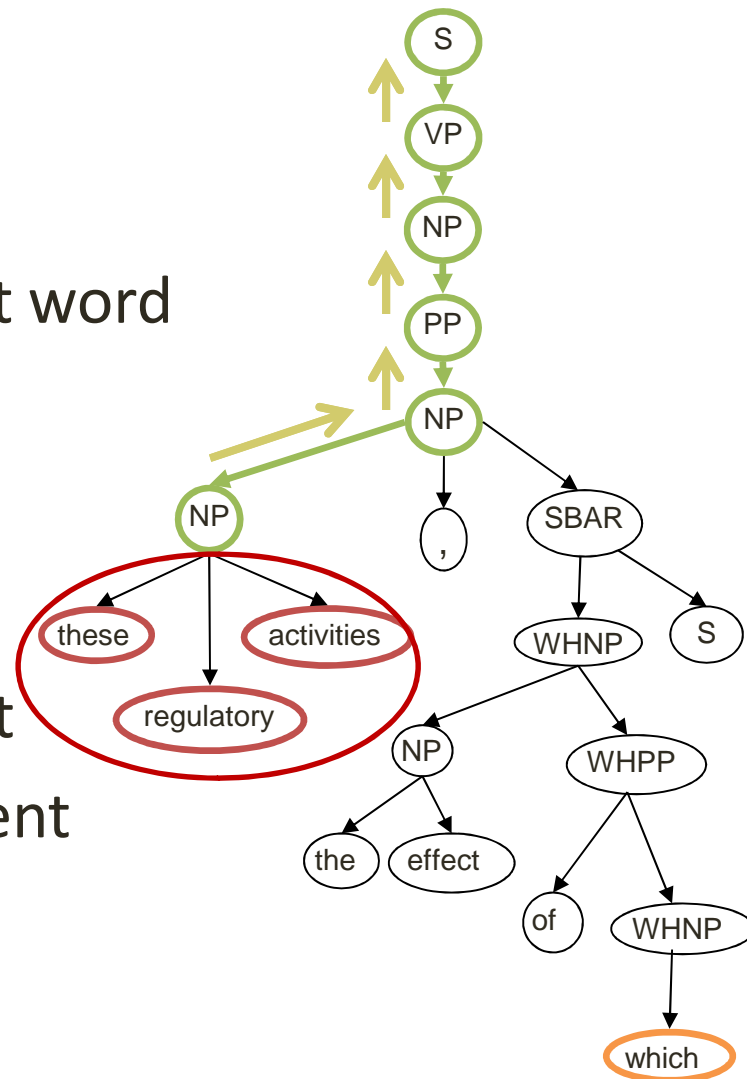 S
VP
NP
t word
PP
NP
NP
,
SBAR
these
activities
WHNP
S
regulatory
t
NP
WHPP
ent
the
effect
of
WHNP
which